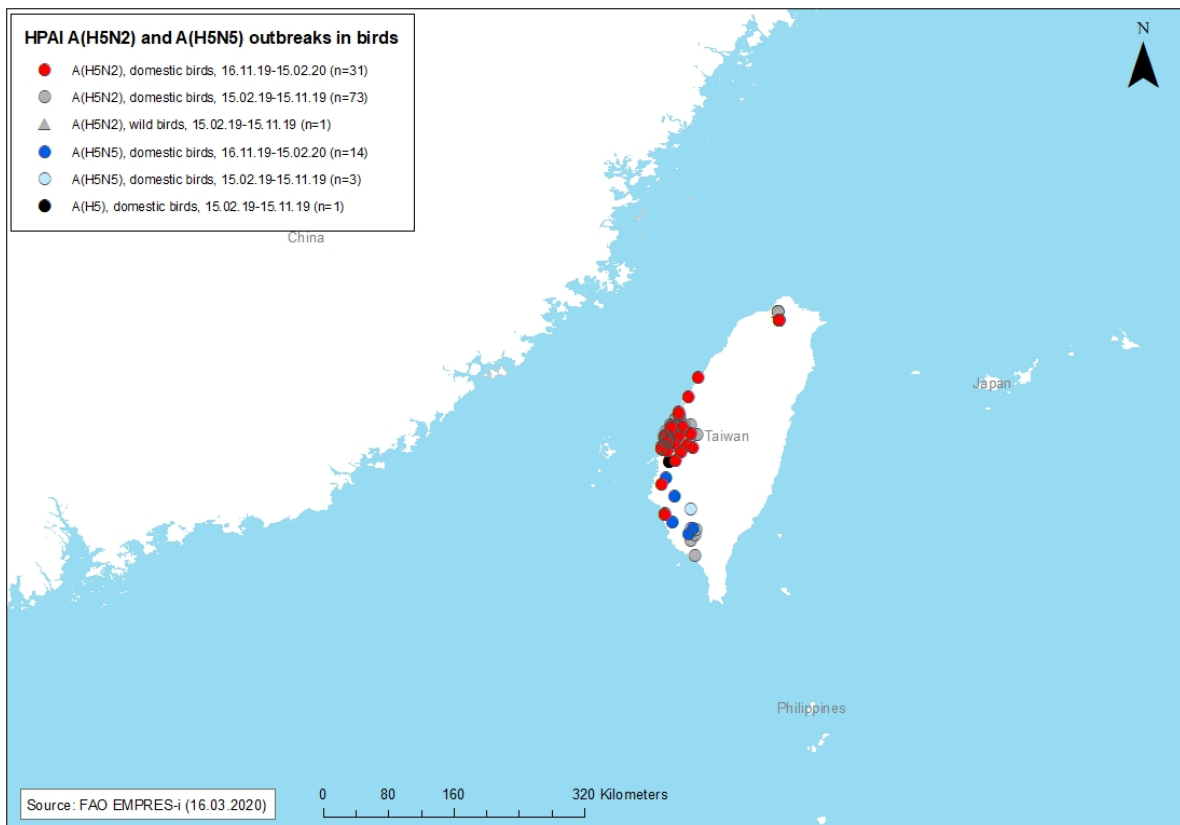 HPAI A(H5N2) and A(H5N5) outbreaks in birds
A(H5N2), domestic birds, 16.11.19-15.02.20 (n=31)
A(H5N2), domestic birds, 15.02.19-15.11.19 (n=73)
A(H5N2), wild birds, 15.02.19-15.11.19 (n=1)
A(H5N5), domestic birds, 16.11.19-15.02.20 (n=14)
A(H5N5), domestic birds, 15.02.19-15.11.19 (n=3)
A(H5), domestic birds, 15.02.19-15.11.19 (n=1)
N
China
Japan
Taiwan
Philippines
Source: FAO EMPRES-i (16.03.2020)
0 80 160 320 Kilometers